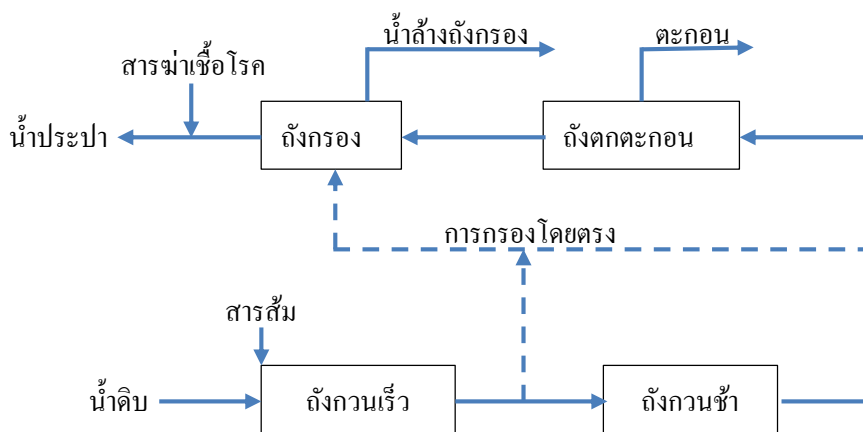 น้ำล้างถังกรอง
ตะกอน
สารฆ่าเชื้อโรค
น้ำประปา
ถังกรอง
ถังตกตะกอน
การกรองโดยตรง
สารส้ม
น้ำดิบ
ถังกวนเร็ว
ถังกวนช้า